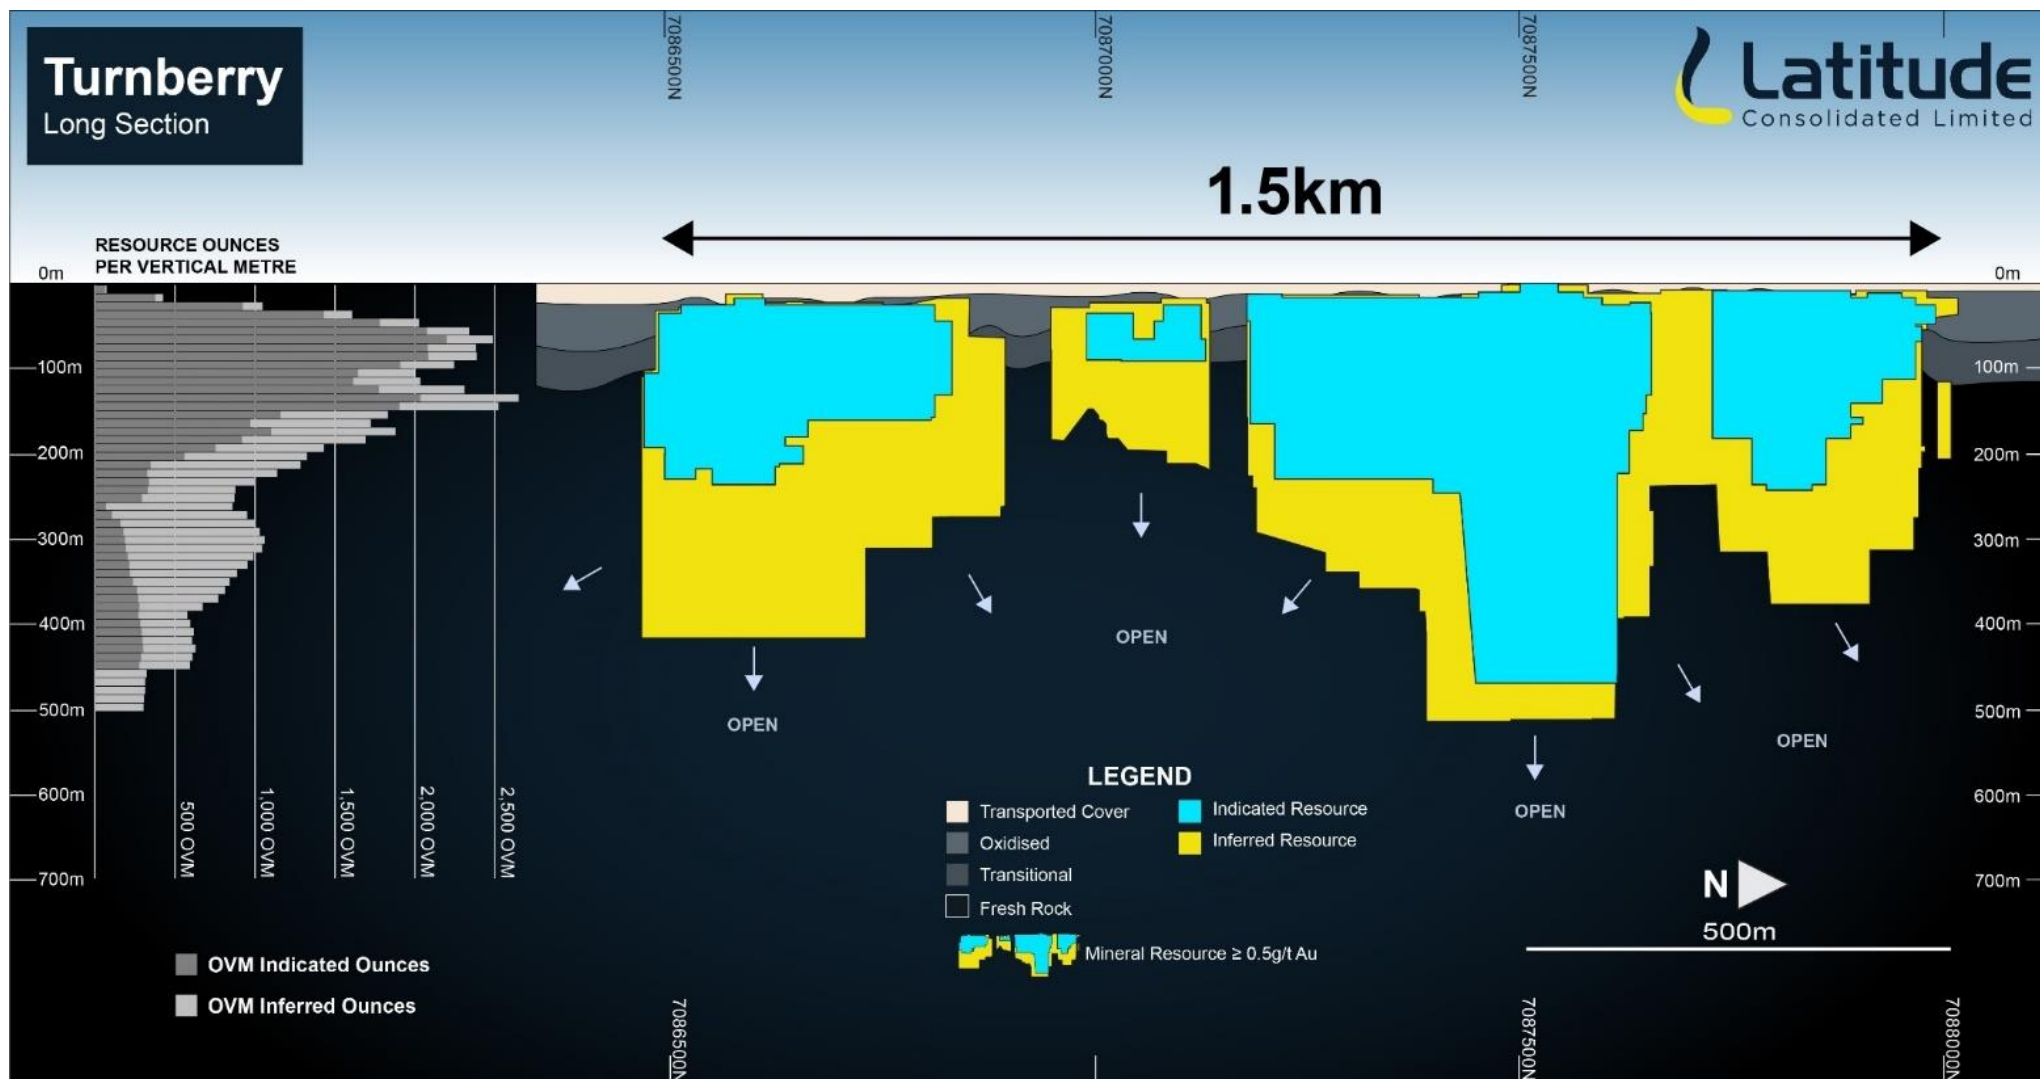 Turnberry
Long Section
7086500N
7087000N
7087500N
Latitude
Consolidated Limited
1.5km
RESOURCE OUNCES
PER VERTICAL METRE
0m
100m
200m
300m
400m
500m
600m
700m
500 OVM
1,000 OVM
1,500 OVM
2,000 OVM
2,500 OVM
0m
100m
200m
300m
400m
500m
600m
700m
OPEN
OPEN
OPEN
OPEN
LEGEND
Transported Cover
Oxidised
Transitional
Fresh Rock
Indicated Resource
Inferred Resource
Mineral Resource ≥ 0.5g/t Au
N
500m
OVM Indicated Ounces
OVM Inferred Ounces
7086500N
7087500N
7088000N